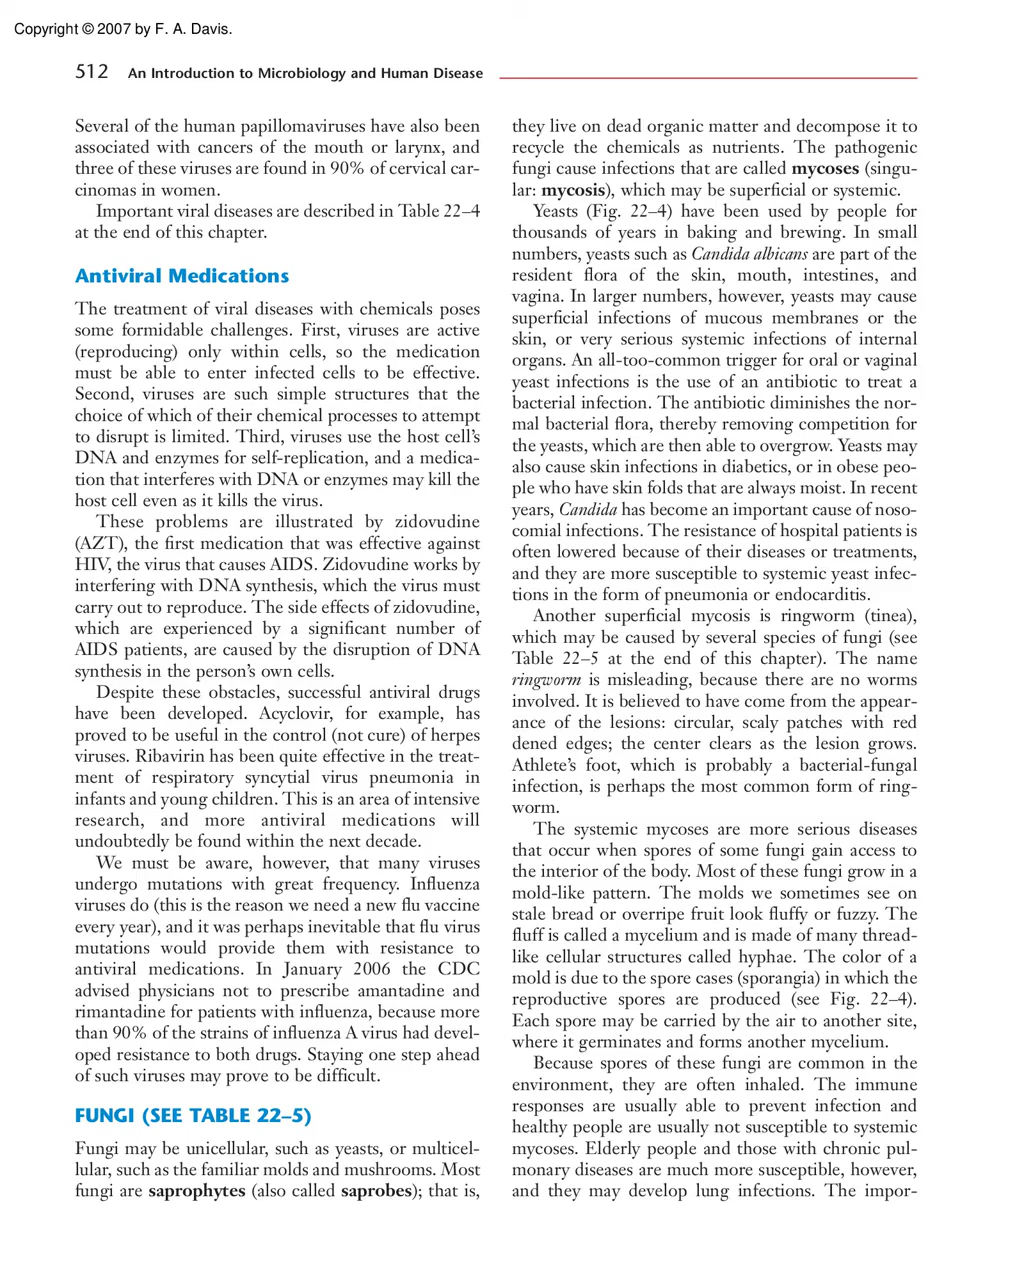 Copyright © 2007 by F. A. Davis.
512 An Introduction to Microbiology and Human Disease
Several of the human papillomaviruses have also been
associated with cancers of the mouth or larynx, and
three of these viruses are found in 90% of cervical car-
cinomas in women.
Important viral diseases are described in Table 22–4
at the end of this chapter.
Antiviral Medications
The treatment of viral diseases with chemicals poses
some formidable challenges. First, viruses are active
(reproducing) only within cells, so the medication
must be able to enter infected cells to be effective.
Second, viruses are such simple structures that the
choice of which of their chemical processes to attempt
to disrupt is limited. Third, viruses use the host cell’s
DNA and enzymes for self-replication, and a medica-
tion that interferes with DNA or enzymes may kill the
host cell even as it kills the virus.
These problems are illustrated by zidovudine
(AZT), the first medication that was effective against
HIV, the virus that causes AIDS. Zidovudine works by
interfering with DNA synthesis, which the virus must
carry out to reproduce. The side effects of zidovudine,
which are experienced by a significant number of
AIDS patients, are caused by the disruption of DNA
synthesis in the person’s own cells.
Despite these obstacles, successful antiviral drugs
have been developed. Acyclovir, for example, has
proved to be useful in the control (not cure) of herpes
viruses. Ribavirin has been quite effective in the treat-
ment of respiratory syncytial virus pneumonia in
infants and young children. This is an area of intensive
research, and more antiviral medications will
undoubtedly be found within the next decade.
We must be aware, however, that many viruses
undergo mutations with great frequency. Influenza
viruses do (this is the reason we need a new flu vaccine
every year), and it was perhaps inevitable that flu virus
mutations would provide them with resistance to
antiviral medications. In January 2006 the CDC
advised physicians not to prescribe amantadine and
rimantadine for patients with influenza, because more
than 90% of the strains of influenza A virus had devel-
oped resistance to both drugs. Staying one step ahead
of such viruses may prove to be difficult.
FUNGI (SEE TABLE 22–5)
Fungi may be unicellular, such as yeasts, or multicel-
lular, such as the familiar molds and mushrooms. Most
fungi are saprophytes (also called saprobes); that is,
they live on dead organic matter and decompose it to
recycle the chemicals as nutrients. The pathogenic
fungi cause infections that are called mycoses (singu-
lar: mycosis), which may be superficial or systemic.
Yeasts (Fig. 22–4) have been used by people for
thousands of years in baking and brewing. In small
numbers, yeasts such as Candida albicans are part of the
resident flora of the skin, mouth, intestines, and
vagina. In larger numbers, however, yeasts may cause
superficial infections of mucous membranes or the
skin, or very serious systemic infections of internal
organs. An all-too-common trigger for oral or vaginal
yeast infections is the use of an antibiotic to treat a
bacterial infection. The antibiotic diminishes the nor-
mal bacterial flora, thereby removing competition for
the yeasts, which are then able to overgrow. Yeasts may
also cause skin infections in diabetics, or in obese peo-
ple who have skin folds that are always moist. In recent
years, Candida has become an important cause of noso-
comial infections. The resistance of hospital patients is
often lowered because of their diseases or treatments,
and they are more susceptible to systemic yeast infec-
tions in the form of pneumonia or endocarditis.
Another superficial mycosis is ringworm (tinea),
which may be caused by several species of fungi (see
Table 22–5 at the end of this chapter). The name
ringworm is misleading, because there are no worms
involved. It is believed to have come from the appear-
ance of the lesions: circular, scaly patches with red
dened edges; the center clears as the lesion grows.
Athlete’s foot, which is probably a bacterial-fungal
infection, is perhaps the most common form of ring-
worm.
The systemic mycoses are more serious diseases
that occur when spores of some fungi gain access to
the interior of the body. Most of these fungi grow in a
mold-like pattern. The molds we sometimes see on
stale bread or overripe fruit look fluffy or fuzzy. The
fluff is called a mycelium and is made of many thread-
like cellular structures called hyphae. The color of a
mold is due to the spore cases (sporangia) in which the
reproductive spores are produced (see Fig. 22–4).
Each spore may be carried by the air to another site,
where it germinates and forms another mycelium.
Because spores of these fungi are common in the
environment, they are often inhaled. The immune
responses are usually able to prevent infection and
healthy people are usually not susceptible to systemic
mycoses. Elderly people and those with chronic pul-
monary diseases are much more susceptible, however,
and they may develop lung infections. The impor-